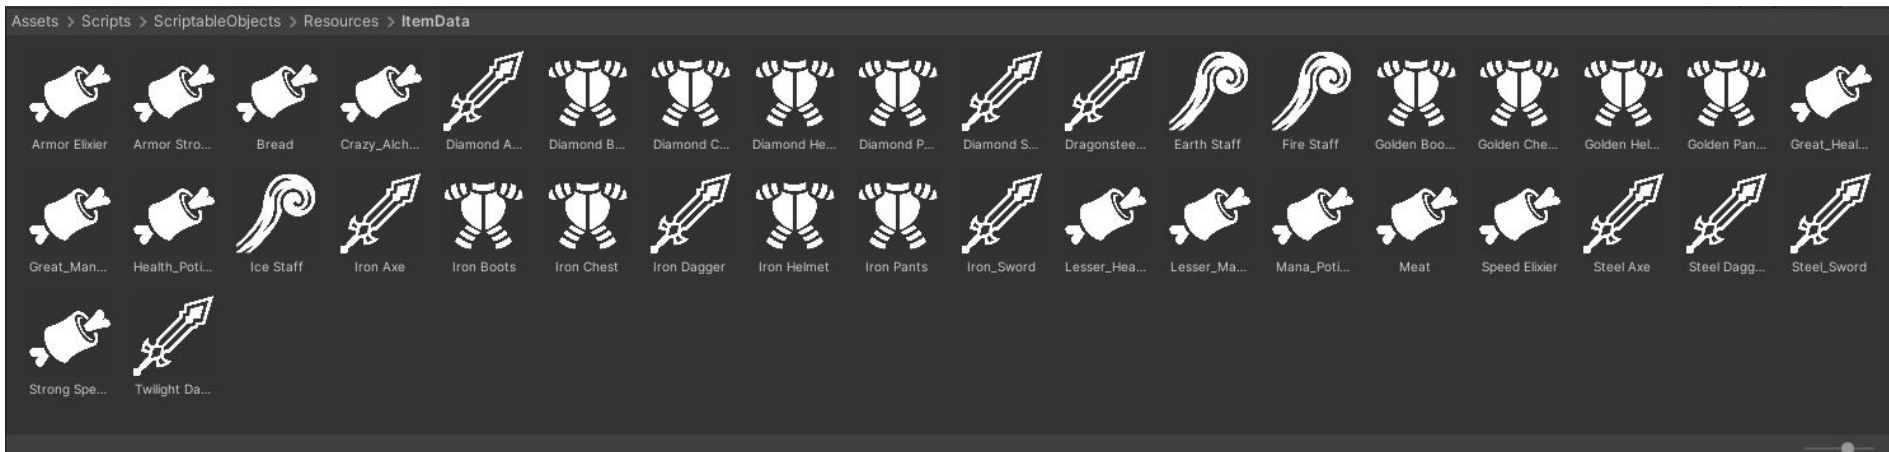 Assets > Scripts > ScriptableObjects > Resources > ItemData
Armor Elixier Armor Stro... Bread Crazy_Alch... Diamond A... Diamond B... Diamond C... Diamond He... Diamond P... Diamond S... Dragonstee... Earth Staff Fire Staff Golden Boo... Golden Che... Golden Hel... Golden Pan... Great_Heal...
Great_Man... Health_Poti... Ice Staff Iron Axe Iron Boots Iron Chest Iron Dagger Iron Helmet Iron Pants Iron_Sword Lesser_Hea... Lesser_Ma... Mana_Poti... Meat Speed Elixier Steel Axe Steel Dagg... Steel_Sword
Strong Spe... Twilight Da...